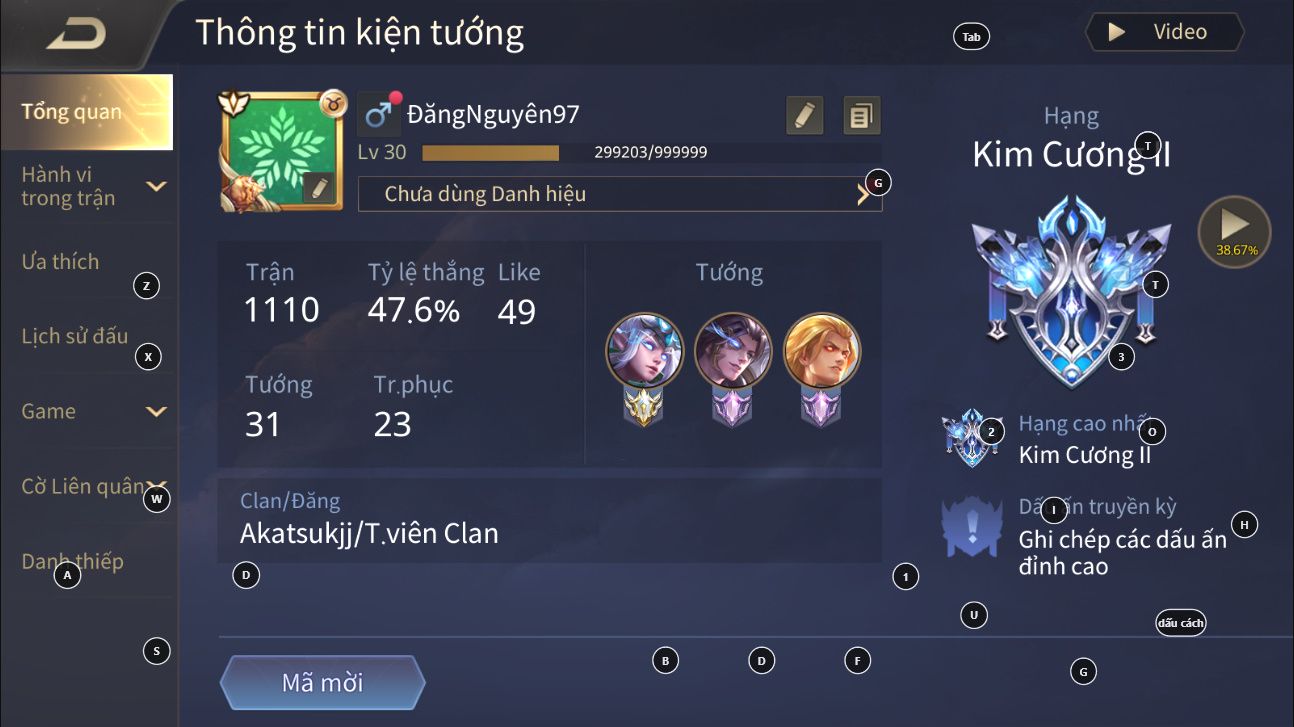 Thông tin kiện tướng
Tab
Video
Tổng quan
Hành vi
trong trận
Ưa thích
Z
Lịch sử đấu
X
Game
Cờ Liên quân
W
Danh thiếp
A
S
ĐăngNguyên97
Lv 30
299203/999999
Chưa dùng Danh hiệu
G
Trận
Tỷ lệ thắng
Like
1110
47.6%
49
Tướng
Tr.phục
31
23
Tướng
Clan/Đăng
Akatsukjj/T.viên Clan
D
1
Mã mời
B
D
F
Hạng
Kim Cương II
T
38.67%
T
3
2
Hạng cao nhất
O
Kim Cương II
Dấu ấn truyền kỳ
I
H
Ghi chép các dấu ấn
đỉnh cao
U
dấu cách
G